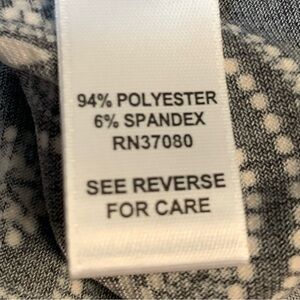 94% POLYESTER
6% SPANDEX
RN37080
SEE REVERSE
FOR CARE